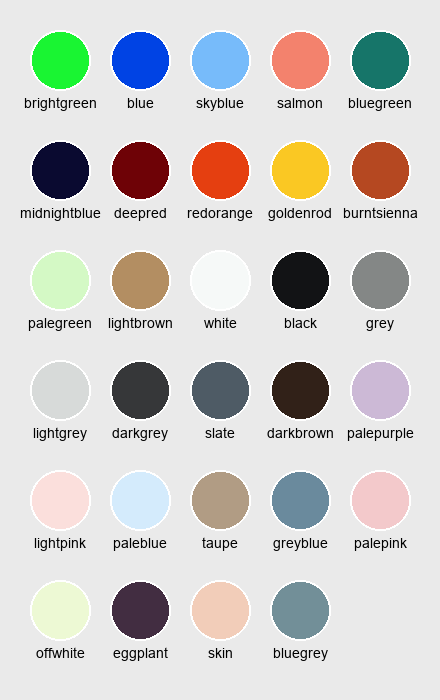 brightgreen blue skyblue salmon bluegreen
midnightblue deepred redorange goldenrod burntsienna
palegreen lightbrown white black grey
lightgrey darkgrey slate darkbrown palepurple
lightpink paleblue taupe greyblue palepink
offwhite eggplant skin bluegrey